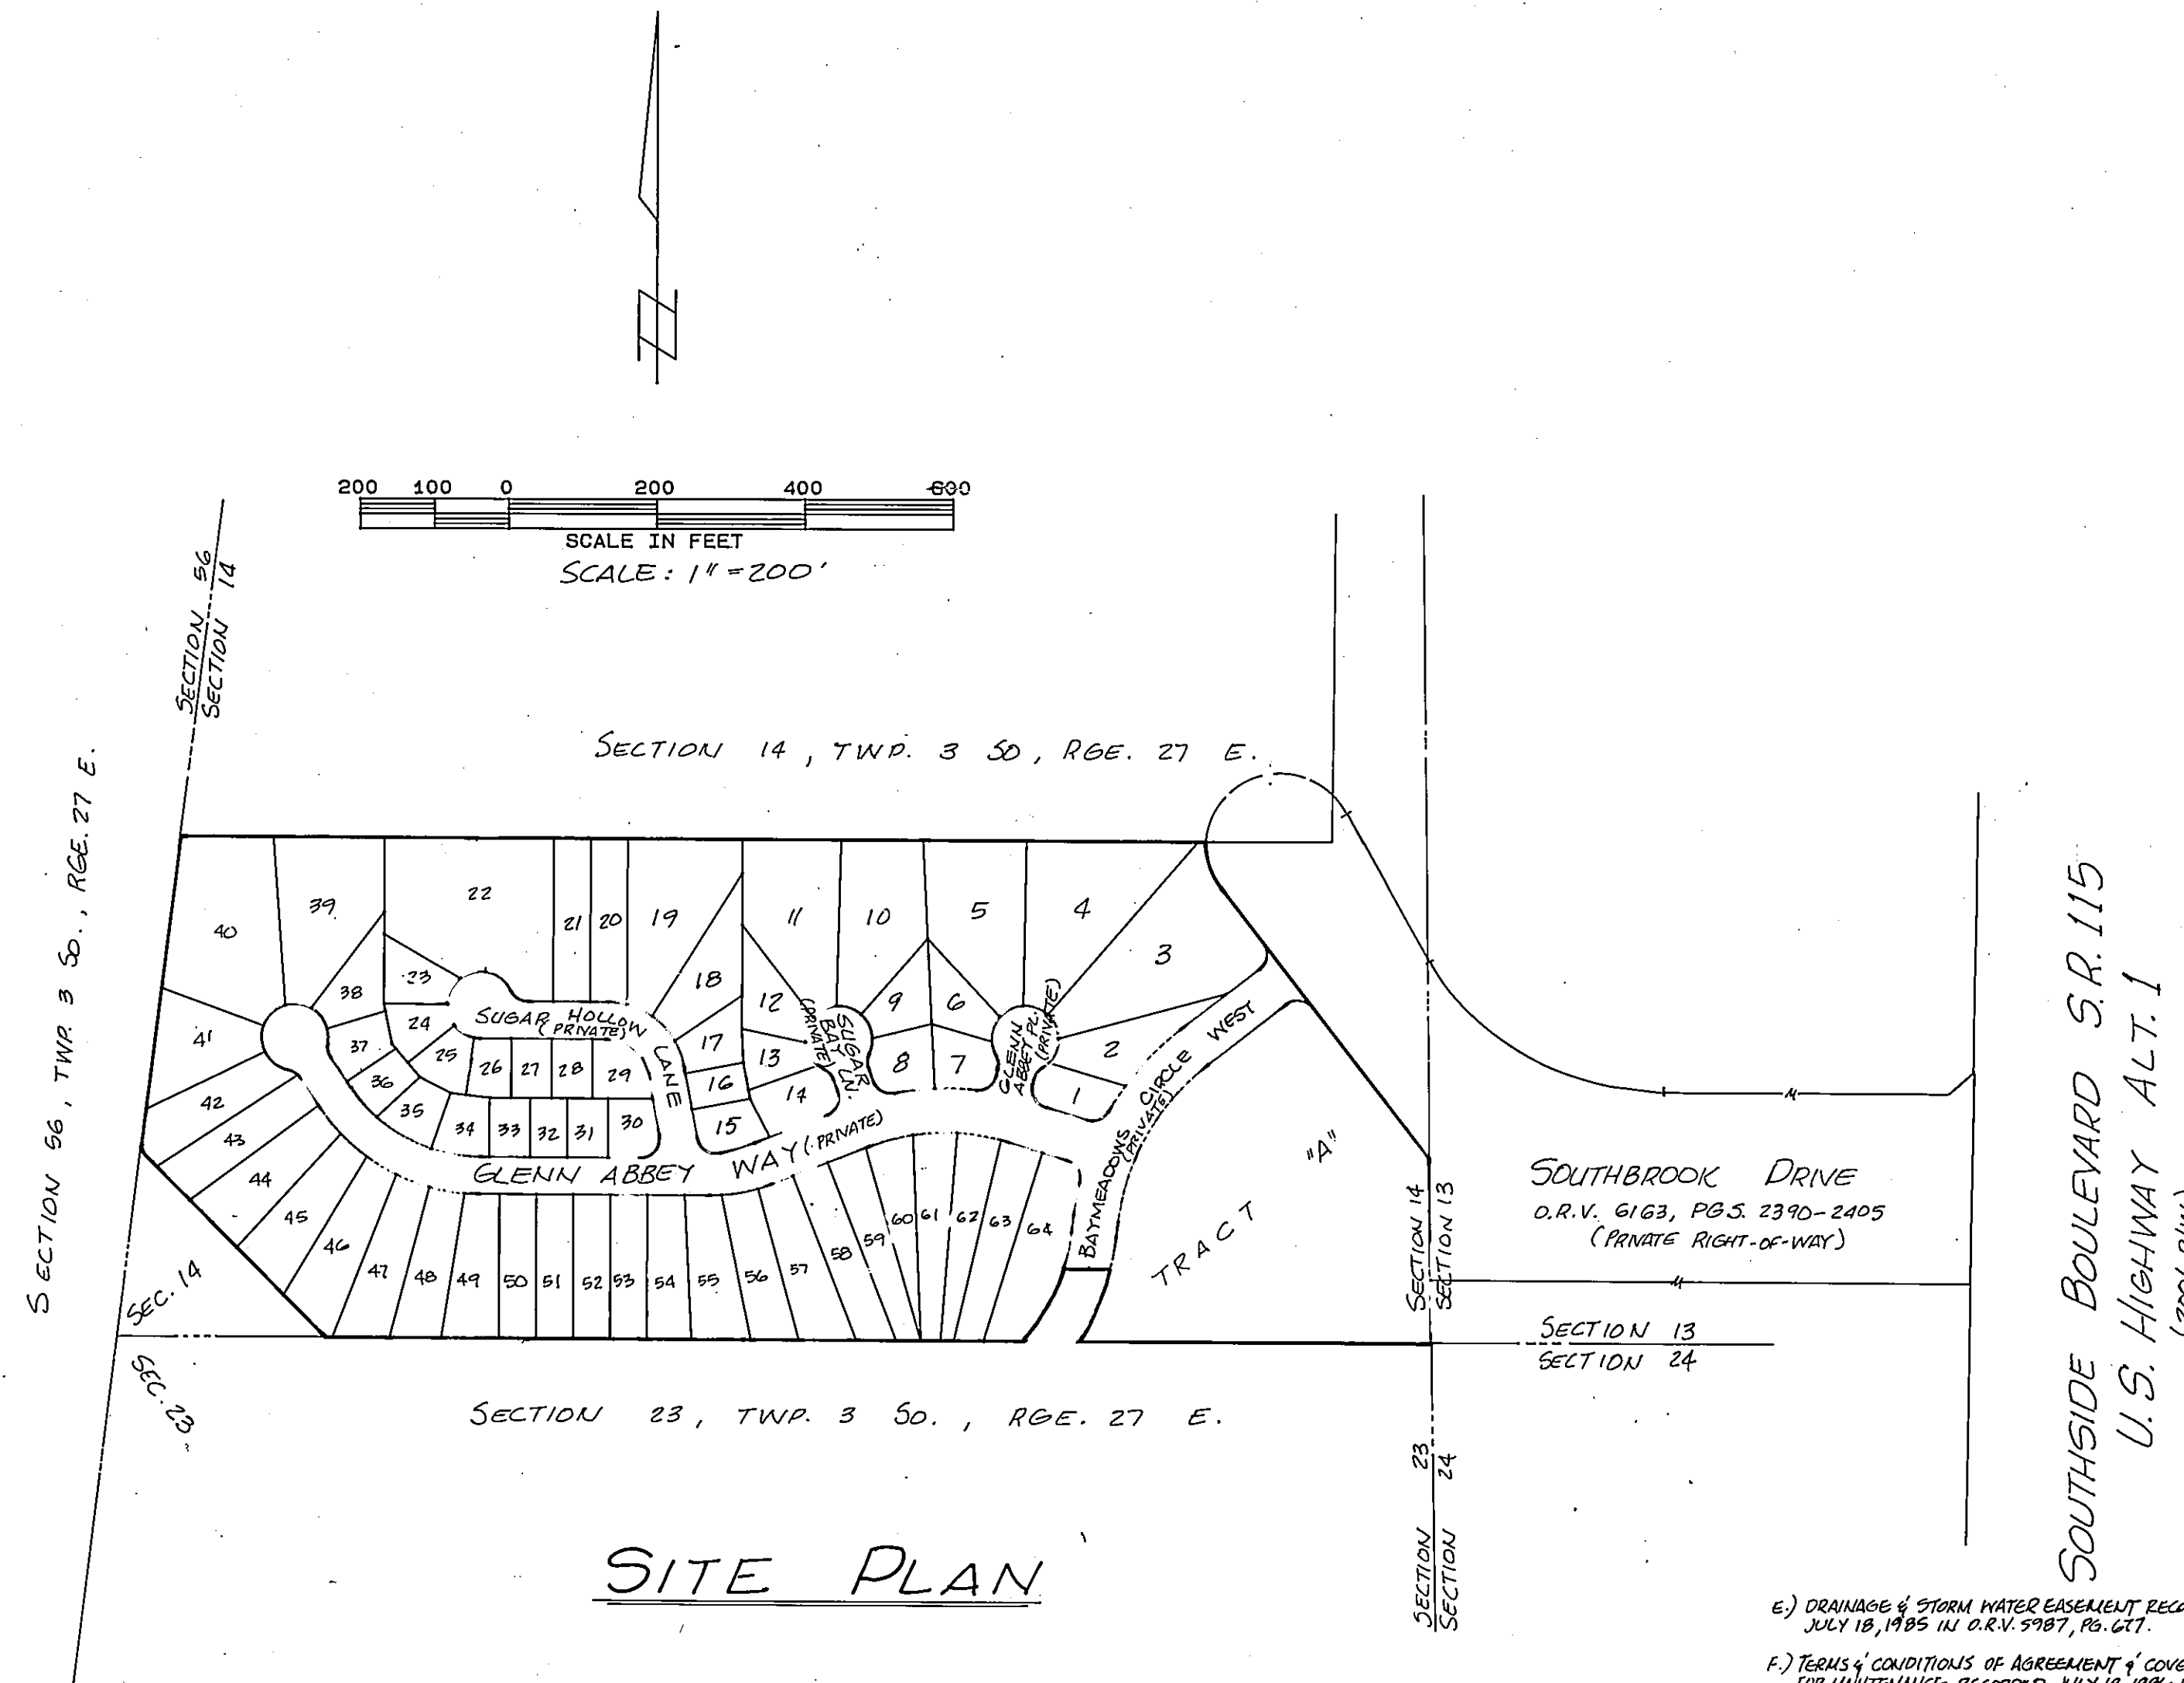 200 100 0 200 400 600
SCALE IN FEET
SCALE: 1"=200'
SECTION 56
SECTION 14
SECTION 14, TWP. 3 SO, RGE. 27 E.
SECTION 56, TWP. 3 SO., RGE. 27 E.
40
39
22
21
20
19
11
10
5
4
3
38
23
18
12
9
6
41
37
24
SUGAR HOLLOW
(PRIVATE)
LANE
17
13
SUGAR
BAY LN.
(PRIVATE)
8
7
GLENN
ABBEY PL.
(PRIVATE)
2
BAYMEADOWS CIRCLE WEST
(PRIVATE)
36
25
26
27
28
29
16
14
1
42
35
34
33
32
31
30
15
43
GLENN ABBEY WAY (PRIVATE)
44
45
46
47
48
49
50
51
52
53
54
55
56
57
58
59
60
61
62
63
64
TRACT "A"
SEC. 14
SEC. 23
SECTION 14
SECTION 13
SOUTHBROOK DRIVE
O.R.V. 6163, PGS. 2390-2405
(PRIVATE RIGHT-OF-WAY)
SECTION 13
SECTION 24
SECTION 23, TWP. 3 SO., RGE. 27 E.
SECTION 23
SECTION 24
SOUTHSIDE BOULEVARD S.R. 115
U.S. HIGHWAY ALT. 1
SITE PLAN
E.) DRAINAGE & STORM WATER EASEMENT
JULY 18, 1985 IN O.R.V. 5987, PG. 677.
F.) TERMS & CONDITIONS OF AGREEMENT &